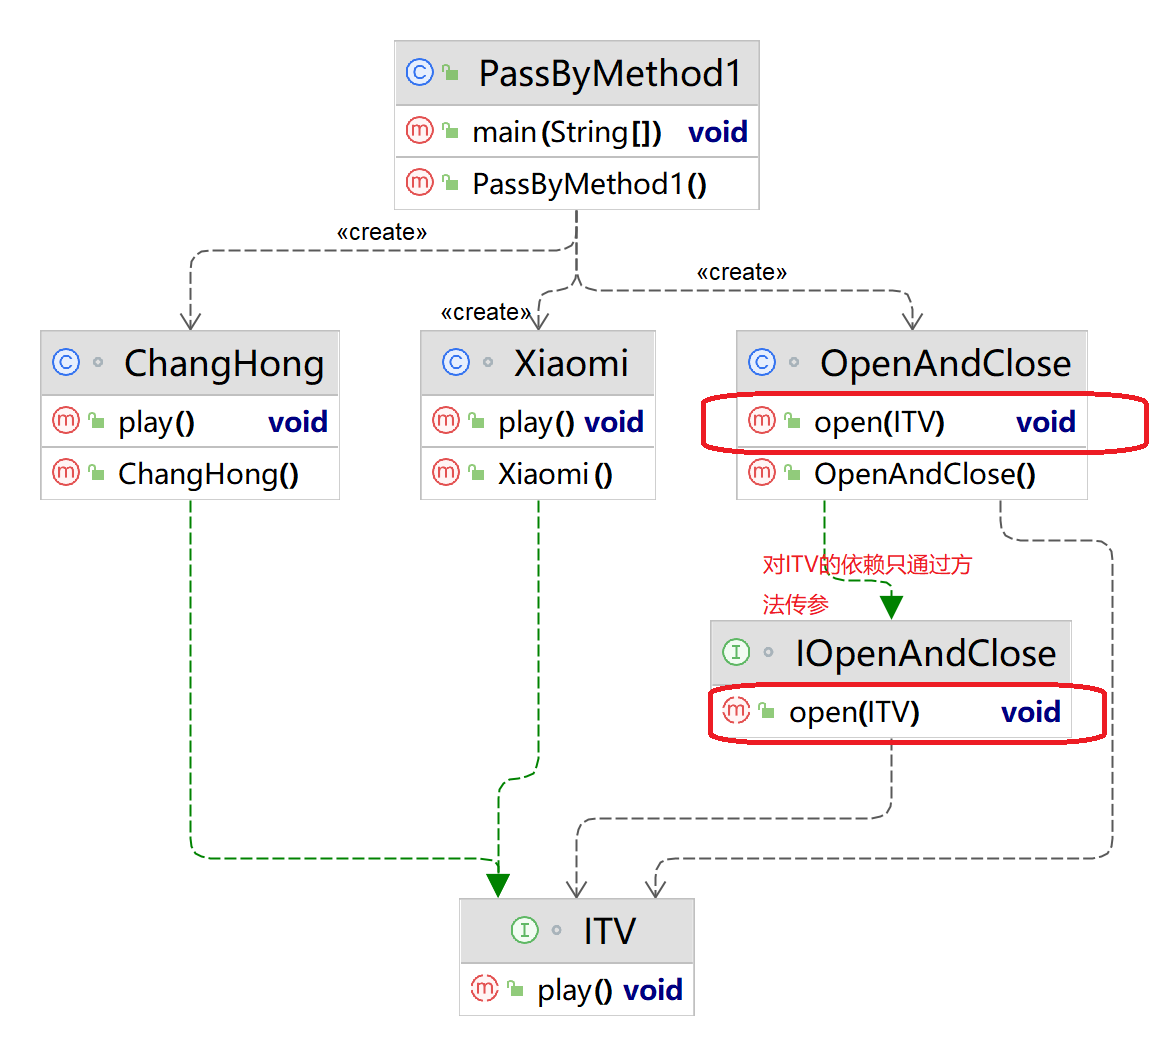 PassByMethod1
main(String[]) void
PassByMethod1()
«create»
«create»
«create»
ChangHong
play() void
ChangHong()
Xiaomi
play() void
Xiaomi()
OpenAndClose
open(ITV) void
OpenAndClose()
对ITV的依赖只通过方
法传参
IOpenAndClose
open(ITV) void
ITV
play() void